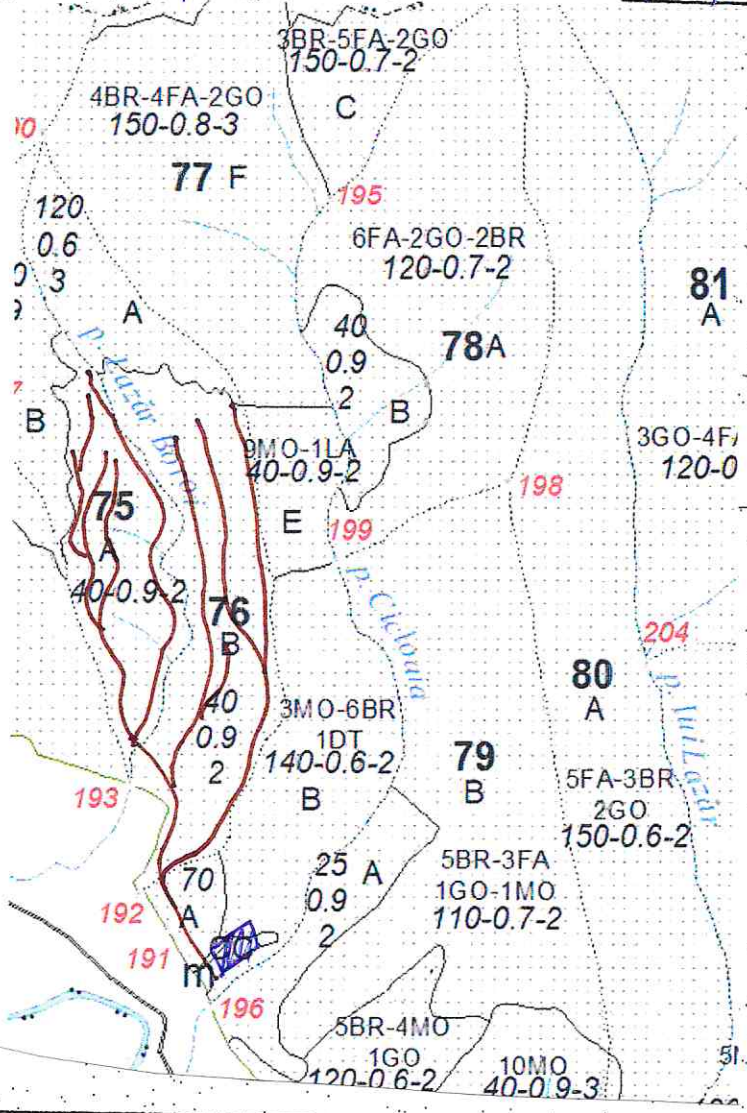 3BR-5FA-2GO
150-0.7-2
C
4BR-4FA-2GO
150-0.8-3
77 F
195
120
0.6
3
6FA-2GO-2BR
120-0.7-2
81
A
A
40
0.9
2
78A
B
B
9MO-1LA
40-0.9-2
198
75
A
E
199
40-0.9-2
76
B
204
80
A
40
0.9
2
3MO-6BR
1DT
140-0.6-2
B
79
B
p. lui Lazăr
5FA-3BR
2GO
150-0.6-2
193
70
A
25
0.9
2
A
5BR-3FA
1GO-1MO
110-0.7-2
192
191
m
196
5BR-4MO
1GO
120-0.6-2
10MO
40-0.9-3